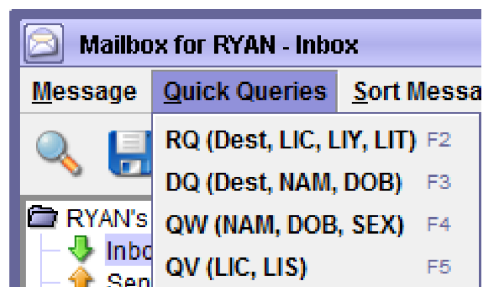 Mailbox for RYAN - Inbox
Message Quick Queries Sort Messa
RQ (Dest, LIC, LIY, LIT) F2
DQ (Dest, NAM, DOB) F3
QW (NAM, DOB, SEX) F4
QV (LIC, LIS) F5
RYAN's
Inbo
Sen